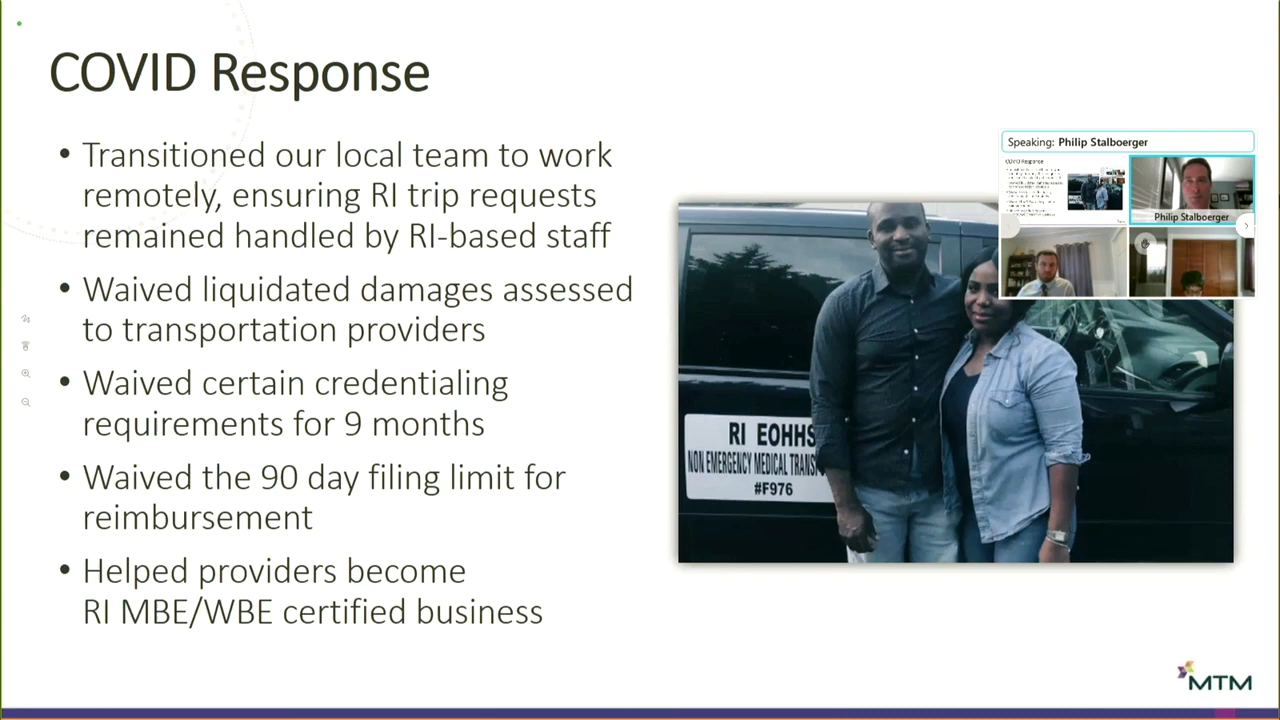 COVID Response
• Transitioned our local team to work
remotely, ensuring RI trip requests
remained handled by RI-based staff
• Waived liquidated damages assessed
to transportation providers
• Waived certain credentialing
requirements for 9 months
• Waived the 90 day filing limit for
reimbursement
• Helped providers become
RI MBE/WBE certified business
Speaking: Philip Stalboerger
COVID Response
Philip Stalboerger
RI EOHHS
NON EMERGENCY MEDICAL
#F976
MTM